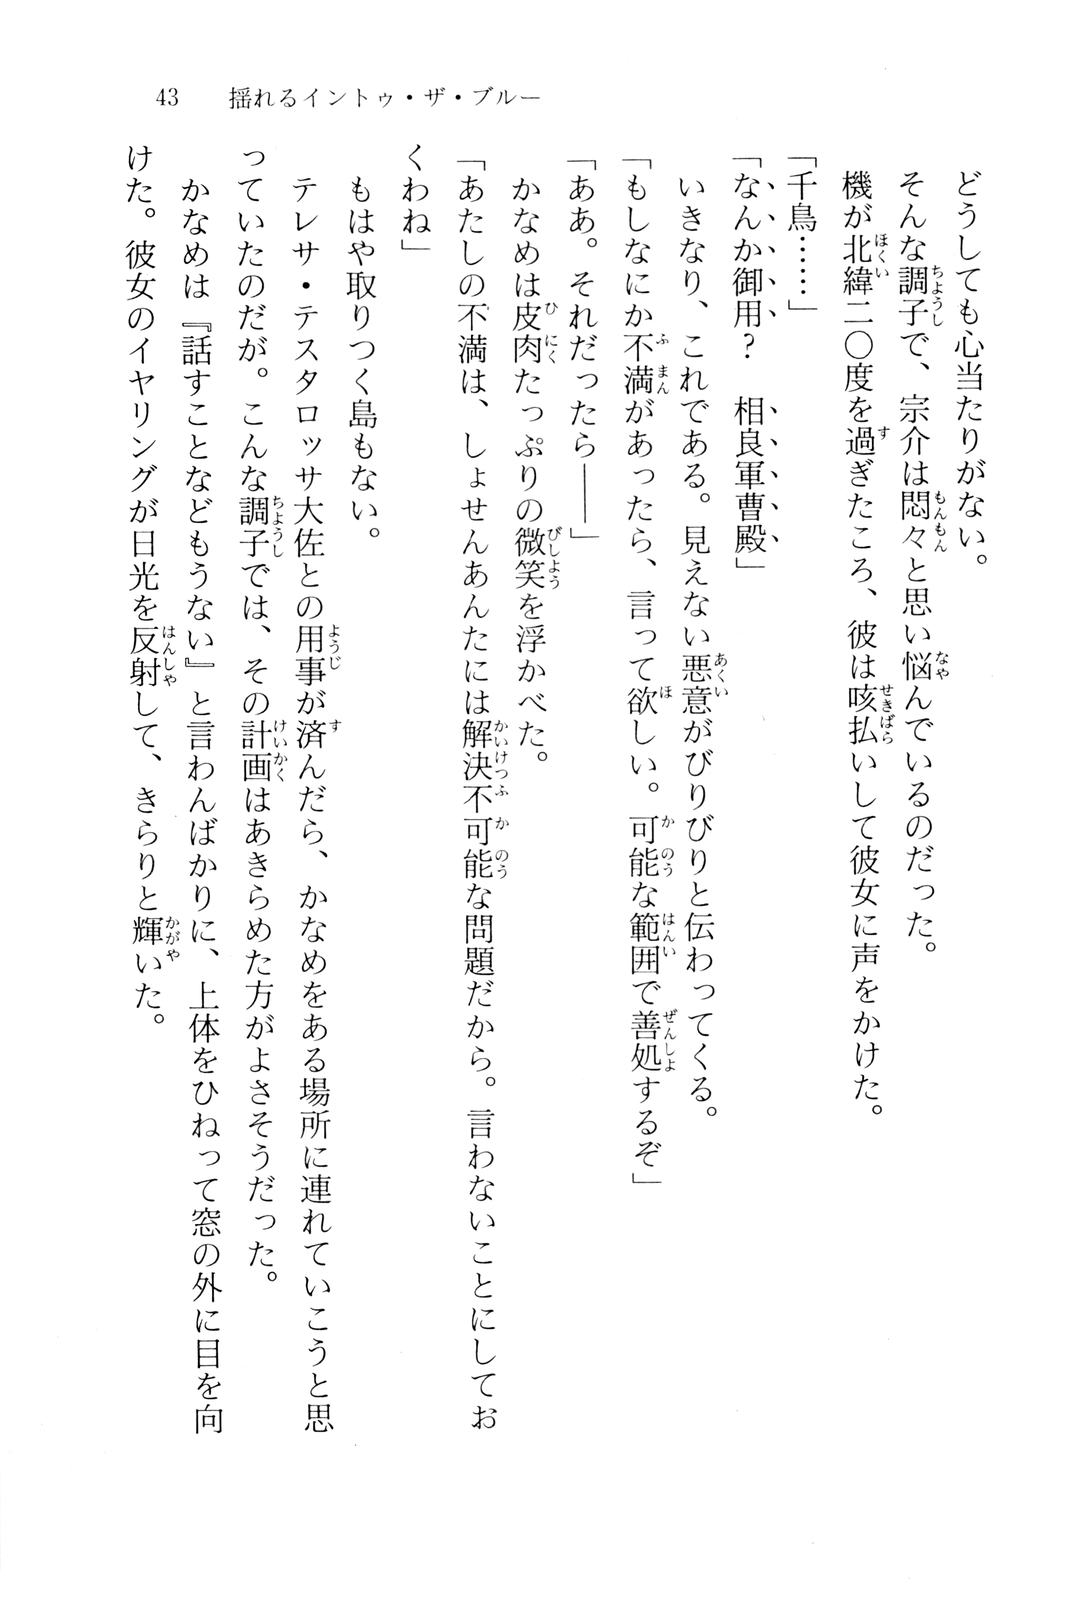 43 揺れるイントゥ・ザ・ブルー
どうしても心当たりがない。
そんな調子で、宗介は悶々と思い悩んでいるのだった。
機が北緯二〇度を過ぎたころ、彼は咳払いして彼女に声をかけた。
「千鳥……」
「なんか御用？　相良軍曹殿」
いきなり、これである。見えない悪意がびりびりと伝わってくる。
「もしなにか不満があったら、言って欲しい。可能な範囲で善処するぞ」
「ああ。それだったら――」
かなめは皮肉たっぷりの微笑を浮かべた。
「あたしの不満は、しょせんあんたには解決不可能な問題だから。言わないことにしてお
くわね」
もはや取りつく島もない。
テレサ・テスタロッサ大佐との用事が済んだら、かなめをある場所に連れていこうと思
っていたのだが。こんな調子では、その計画はあきらめた方がよさそうだった。
かなめは『話すことなどもうない』と言わんばかりに、上体をひねって窓の外に目を向
けた。彼女のイヤリングが日光を反射して、きらりと輝いた。